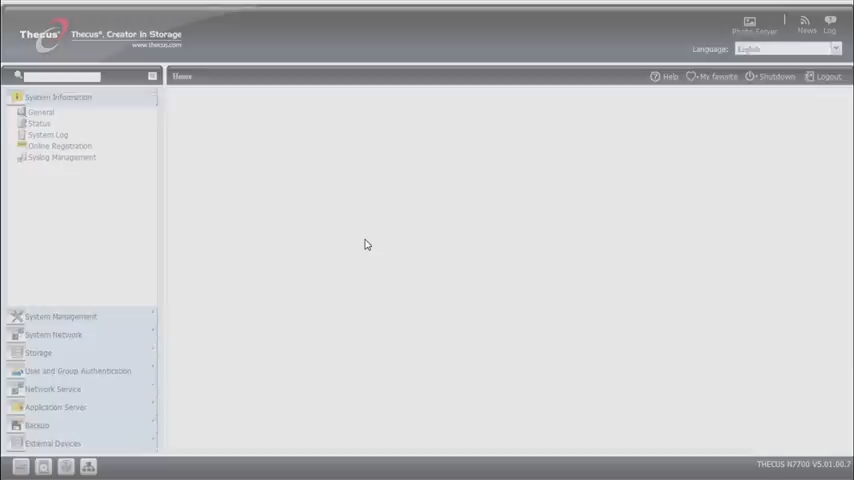 Thecus® Thecus®, Creator in Storage
www.thecus.com
Photo Server News Log
Language: English
Home Help My favorite Shutdown Logout
System Information
General
Status
System Log
Online Registration
Syslog Management
System Management
System Network
Storage
User and Group Authentication
Network Service
Application Server
Backup
External Devices
THECUS N7700 V5.01.00.7